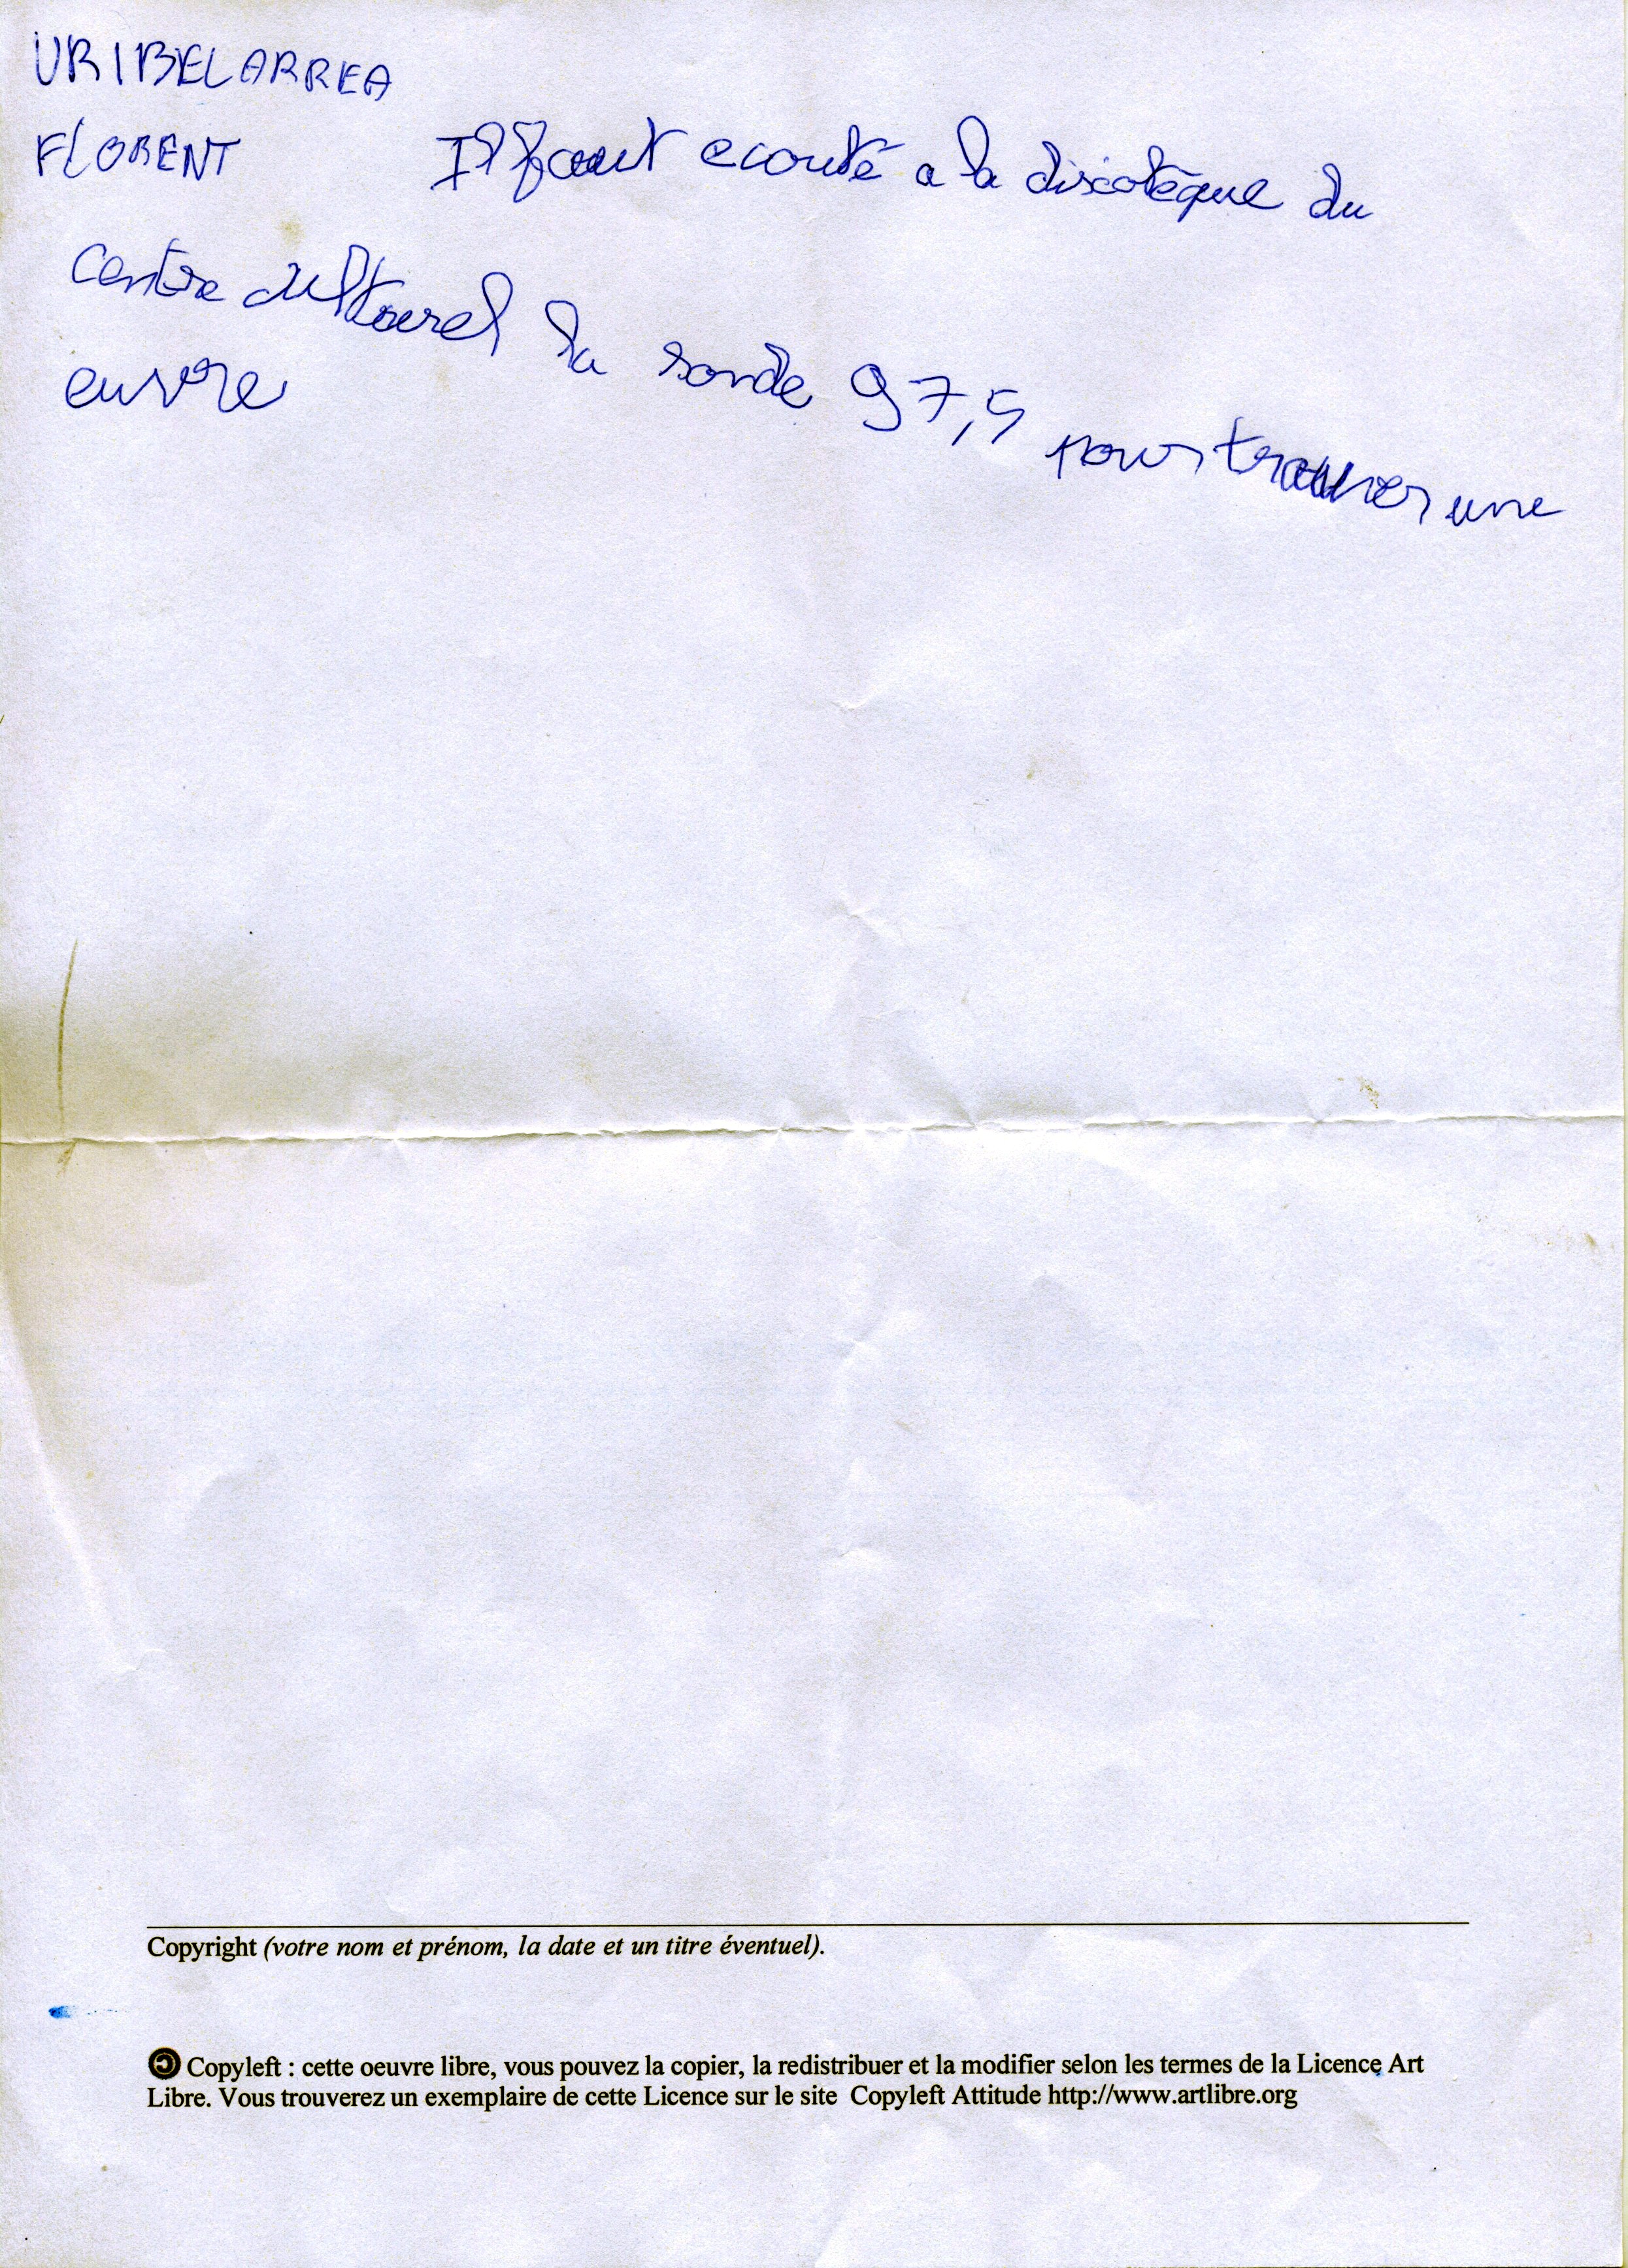 URIBELARREA
FLORENT
Il faut ecouté a la discotèque du
centre culturel la sonde 97,5 pour trouver une
euvre
Copyright (votre nom et prénom, la date et un titre éventuel).
Copyleft : cette oeuvre libre, vous pouvez la copier, la redistribuer et la modifier selon les termes de la Licence Art
Libre. Vous trouverez un exemplaire de cette Licence sur le site Copyleft Attitude http://www.artlibre.org